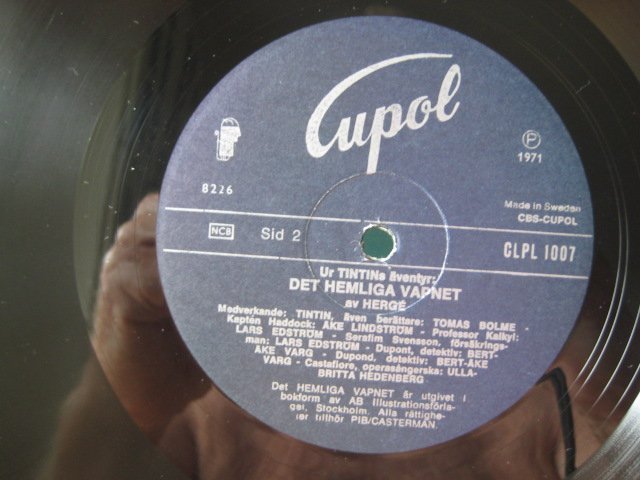 Cupol
Ⓟ
1971
8226
Made in Sweden
CBS-CUPOL
NCB
Sid 2
CLPL 1007
Ur TINTINs äventyr:
DET HEMLIGA VAPNET
av HERGÉ
Medverkande: TINTIN, även berättare: TOMAS BOLME -
Kapten Haddock: ÅKE LINDSTRÖM - Professor Kalkyl:
LARS EDSTRÖM - Serafim Svensson, försäkrings-
man: LARS EDSTRÖM - Dupont, detektiv: BERT-
ÅKE VARG - Dupond, detektiv: BERT-ÅKE
VARG - Castafiore, operasångerska: ULLA-
BRITTA HEDENBERG
Det HEMLIGA VAPNET är utgivet i
bokform av AB Illustrationsförla-
get, Stockholm. Alla rättighe-
ter tillhör PIB/CASTERMAN.